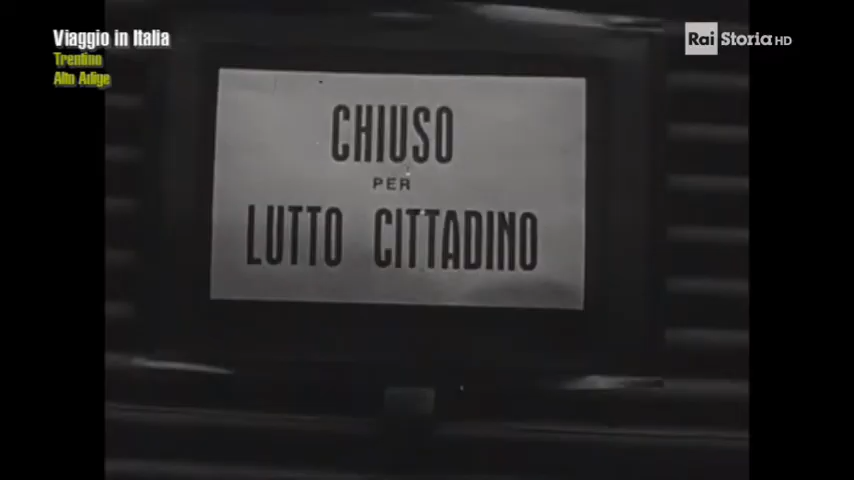 Viaggio in Italia
Trentino
Alto Adige
Rai Storia HD
CHIUSO
PER
LUTTO CITTADINO